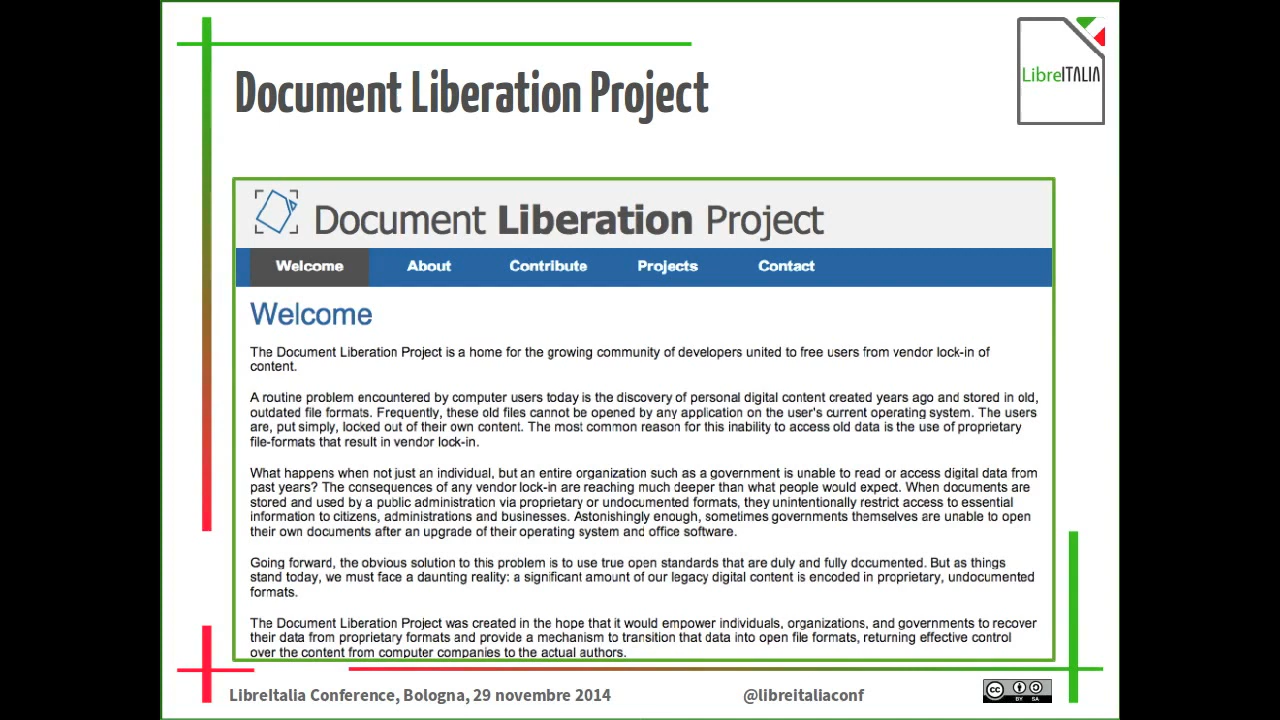 LibreITALIA
Document Liberation Project
Document Liberation Project
Welcome About Contribute Projects Contact
Welcome
The Document Liberation Project is a home for the growing community of developers united to free users from vendor lock-in of
content.
A routine problem encountered by computer users today is the discovery of personal digital content created years ago and stored in old,
outdated file formats. Frequently, these old files cannot be opened by any application on the user's current operating system. The users
are, put simply, locked out of their own content. The most common reason for this inability to access old data is the use of proprietary
file-formats that result in vendor lock-in.
What happens when not just an individual, but an entire organization such as a government is unable to read or access digital data from
past years? The consequences of any vendor lock-in are reaching much deeper than what people would expect. When documents are
stored and used by a public administration via proprietary or undocumented formats, they unintentionally restrict access to essential
information to citizens, administrations and businesses. Astonishingly enough, sometimes governments themselves are unable to open
their own documents after an upgrade of their operating system and office software.
Going forward, the obvious solution to this problem is to use true open standards that are duly and fully documented. But as things
stand today, we must face a daunting reality: a significant amount of our legacy digital content is encoded in proprietary, undocumented
formats.
The Document Liberation Project was created in the hope that it would empower individuals, organizations, and governments to recover
their data from proprietary formats and provide a mechanism to transition that data into open file formats, returning effective control
over the content from computer companies to the actual authors.
LibreItalia Conference, Bologna, 29 novembre 2014 @libreitaliaconf
cc BY SA